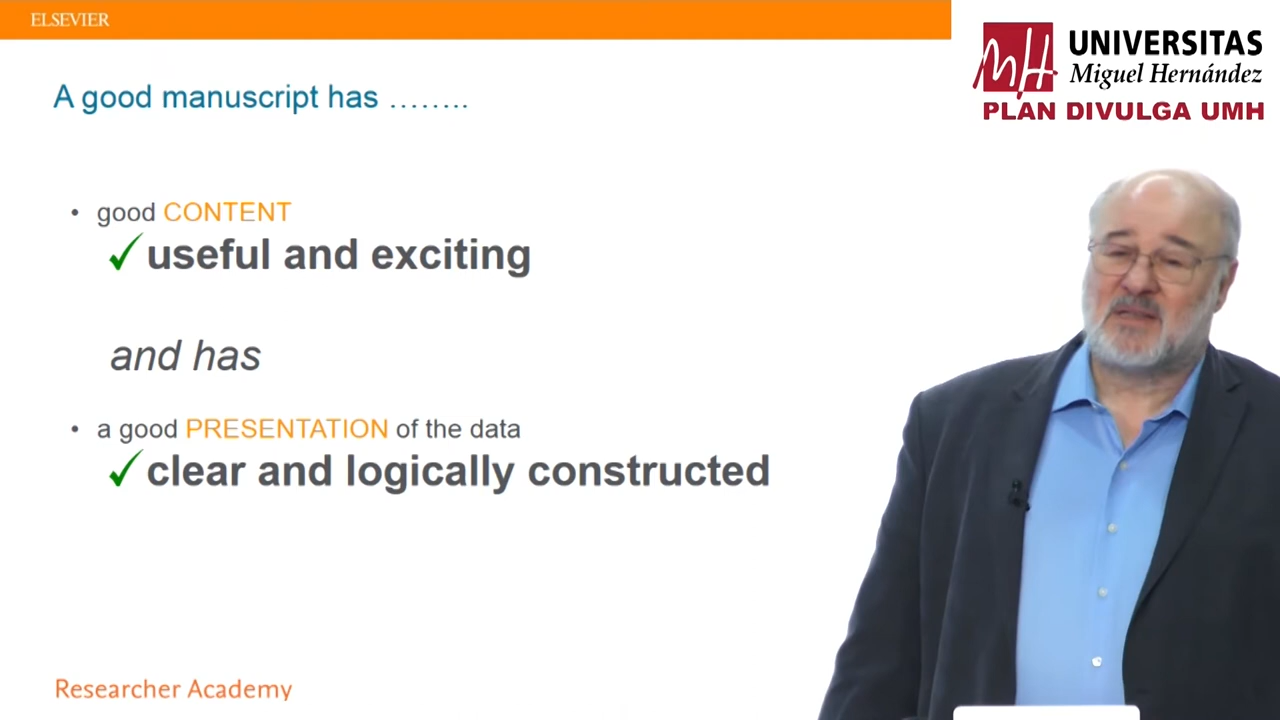 ELSEVIER
UNIVERSITAS
Miguel Hernández
PLAN DIVULGA UMH
A good manuscript has ........
• good CONTENT
✓useful and exciting
and has
• a good PRESENTATION of the data
✓clear and logically constructed
Researcher Academy